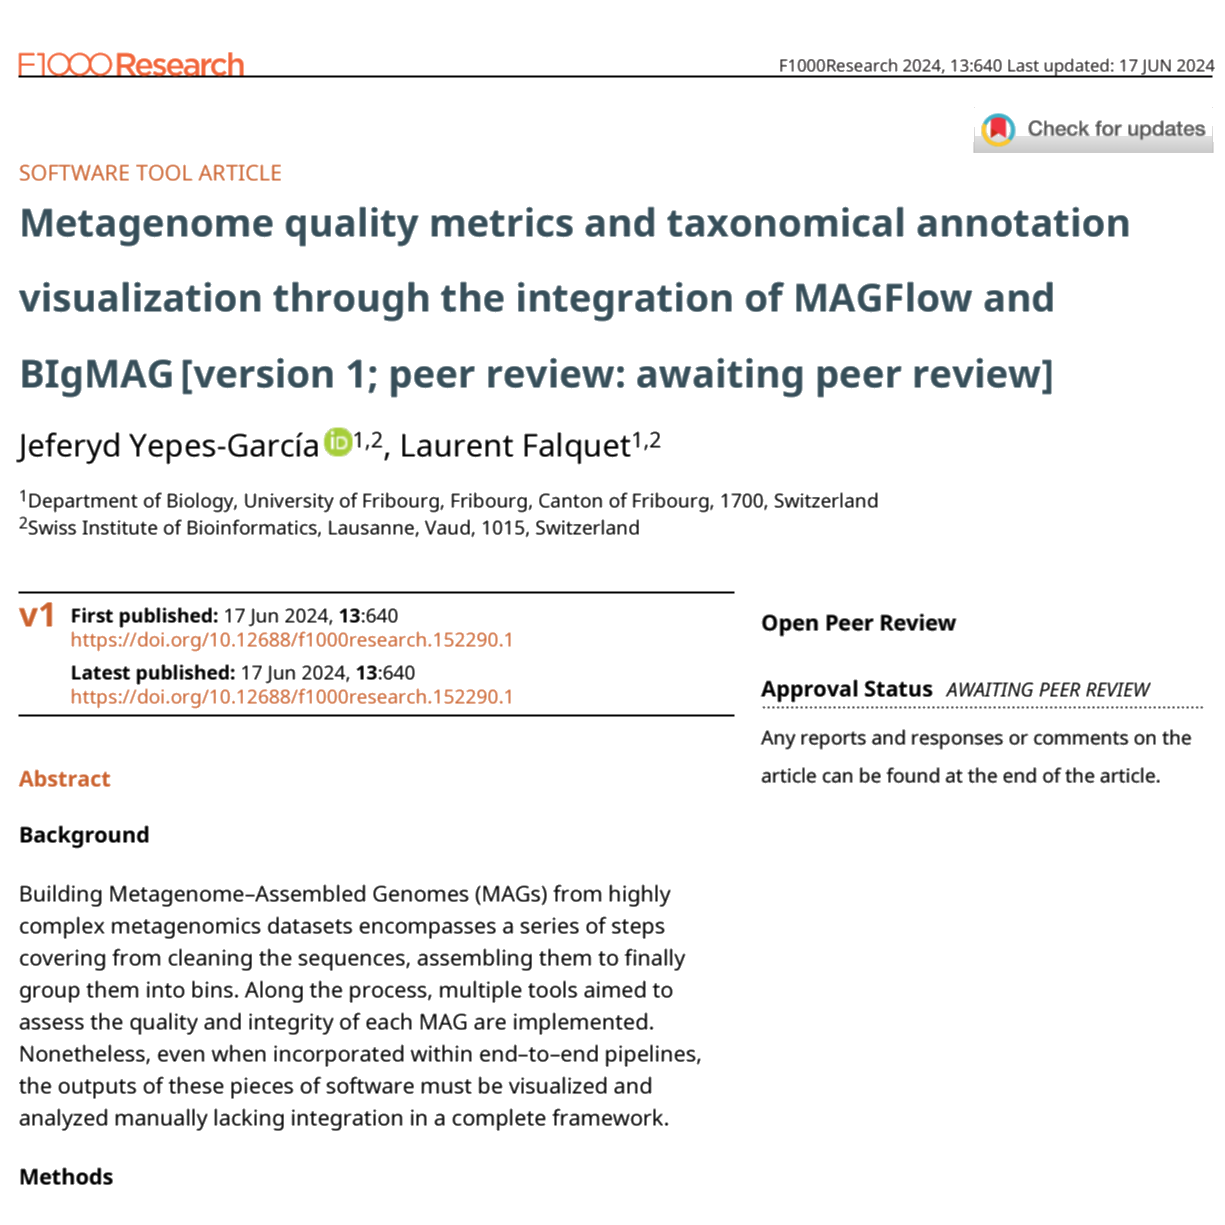 F1000Research
F1000Research 2024, 13:640 Last updated: 17 JUN 2024
Check for updates
SOFTWARE TOOL ARTICLE
Metagenome quality metrics and taxonomical annotation
visualization through the integration of MAGFlow and
BIgMAG [version 1; peer review: awaiting peer review]
Jeferyd Yepes-García iD 1,2, Laurent Falquet1,2
1Department of Biology, University of Fribourg, Fribourg, Canton of Fribourg, 1700, Switzerland
2Swiss Institute of Bioinformatics, Lausanne, Vaud, 1015, Switzerland
v1 First published: 17 Jun 2024, 13:640
https://doi.org/10.12688/f1000research.152290.1
Latest published: 17 Jun 2024, 13:640
https://doi.org/10.12688/f1000research.152290.1
Abstract
Background
Building Metagenome–Assembled Genomes (MAGs) from highly
complex metagenomics datasets encompasses a series of steps
covering from cleaning the sequences, assembling them to finally
group them into bins. Along the process, multiple tools aimed to
assess the quality and integrity of each MAG are implemented.
Nonetheless, even when incorporated within end–to–end pipelines,
the outputs of these pieces of software must be visualized and
analyzed manually lacking integration in a complete framework.
Methods
Open Peer Review
Approval Status AWAITING PEER REVIEW
Any reports and responses or comments on the
article can be found at the end of the article.